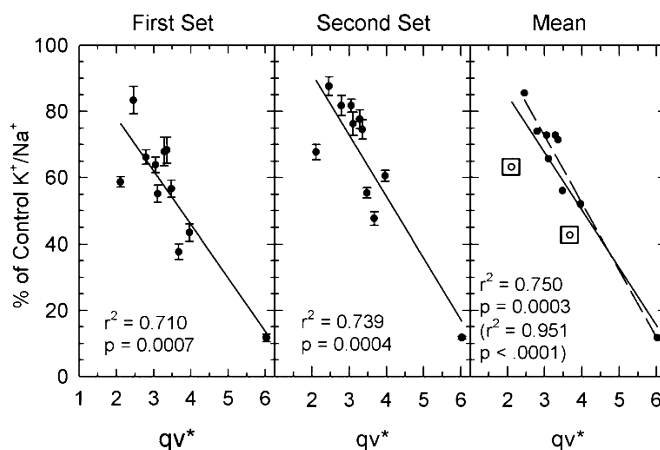 First Set
Second Set
Mean
% of Control K⁺/Na⁺
100
80
60
40
20
0
r² = 0.710
p = 0.0007
r² = 0.739
p = 0.0004
r² = 0.750
p = 0.0003
(r² = 0.951
p < .0001)
1 2 3 4 5 6
2 3 4 5 6
2 3 4 5 6
qv*
qv*
qv*